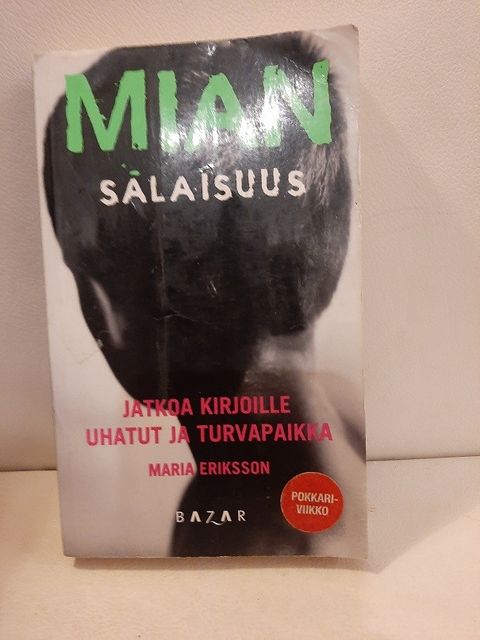 MIAN
SALAISUUS
JATKOA KIRJOILLE
UHATUT JA TURVAPAIKKA
MARIA ERIKSSON
POKKARI-
VIIKKO
BAZAR